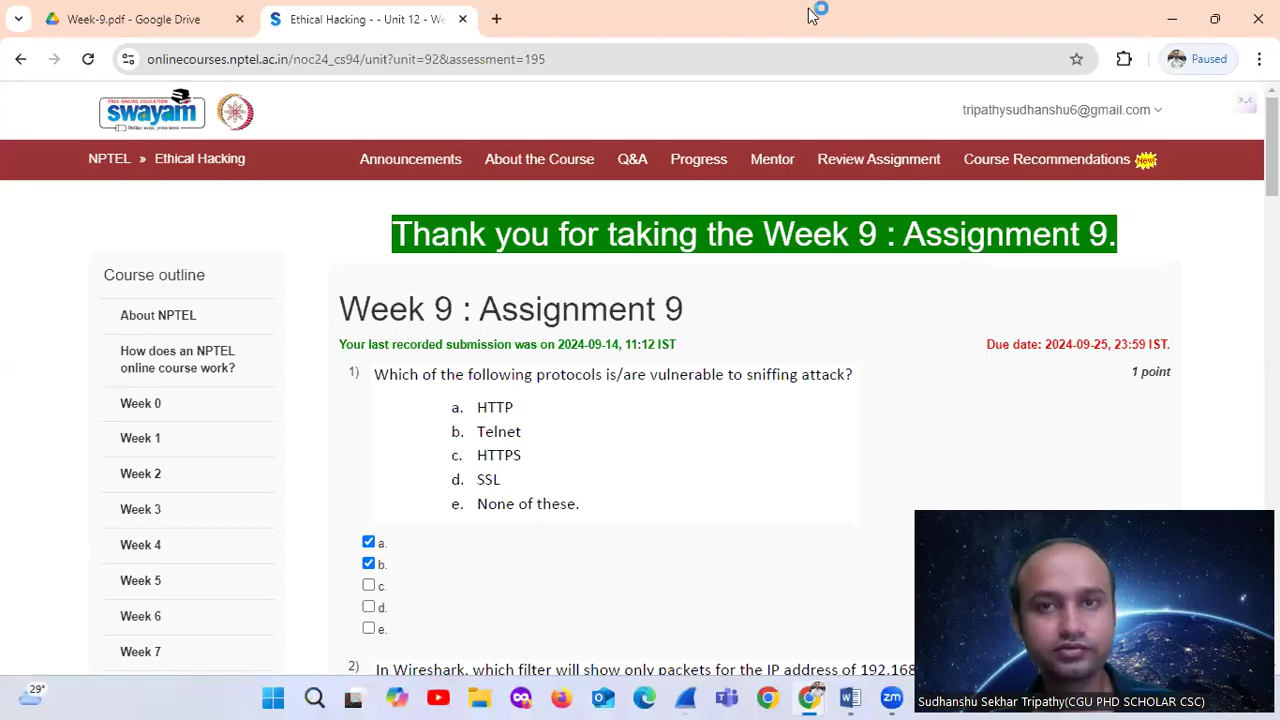 Week-9.pdf - Google Drive
Ethical Hacking - - Unit 12 - We
onlinecourses.nptel.ac.in/noc24_cs94/unit?unit=92&assessment=195
Paused
FREE ONLINE EDUCATION
swayam
tripathysudhanshu6@gmail.com
NPTEL » Ethical Hacking
Announcements
About the Course
Q&A
Progress
Mentor
Review Assignment
Course Recommendations New!
Thank you for taking the Week 9 : Assignment 9.
Course outline
About NPTEL
How does an NPTEL
online course work?
Week 0
Week 1
Week 2
Week 3
Week 4
Week 5
Week 6
Week 7
Week 9 : Assignment 9
Your last recorded submission was on 2024-09-14, 11:12 IST
Due date: 2024-09-25, 23:59 IST.
1) Which of the following protocols is/are vulnerable to sniffing attack?
1 point
a. HTTP
b. Telnet
c. HTTPS
d. SSL
e. None of these.
a.
b.
c.
d.
e.
2) In Wireshark, which filter will show only packets for the IP address of 192.168
Sudhanshu Sekhar Tripathy(CGU PHD SCHOLAR CSC)
29°
zm